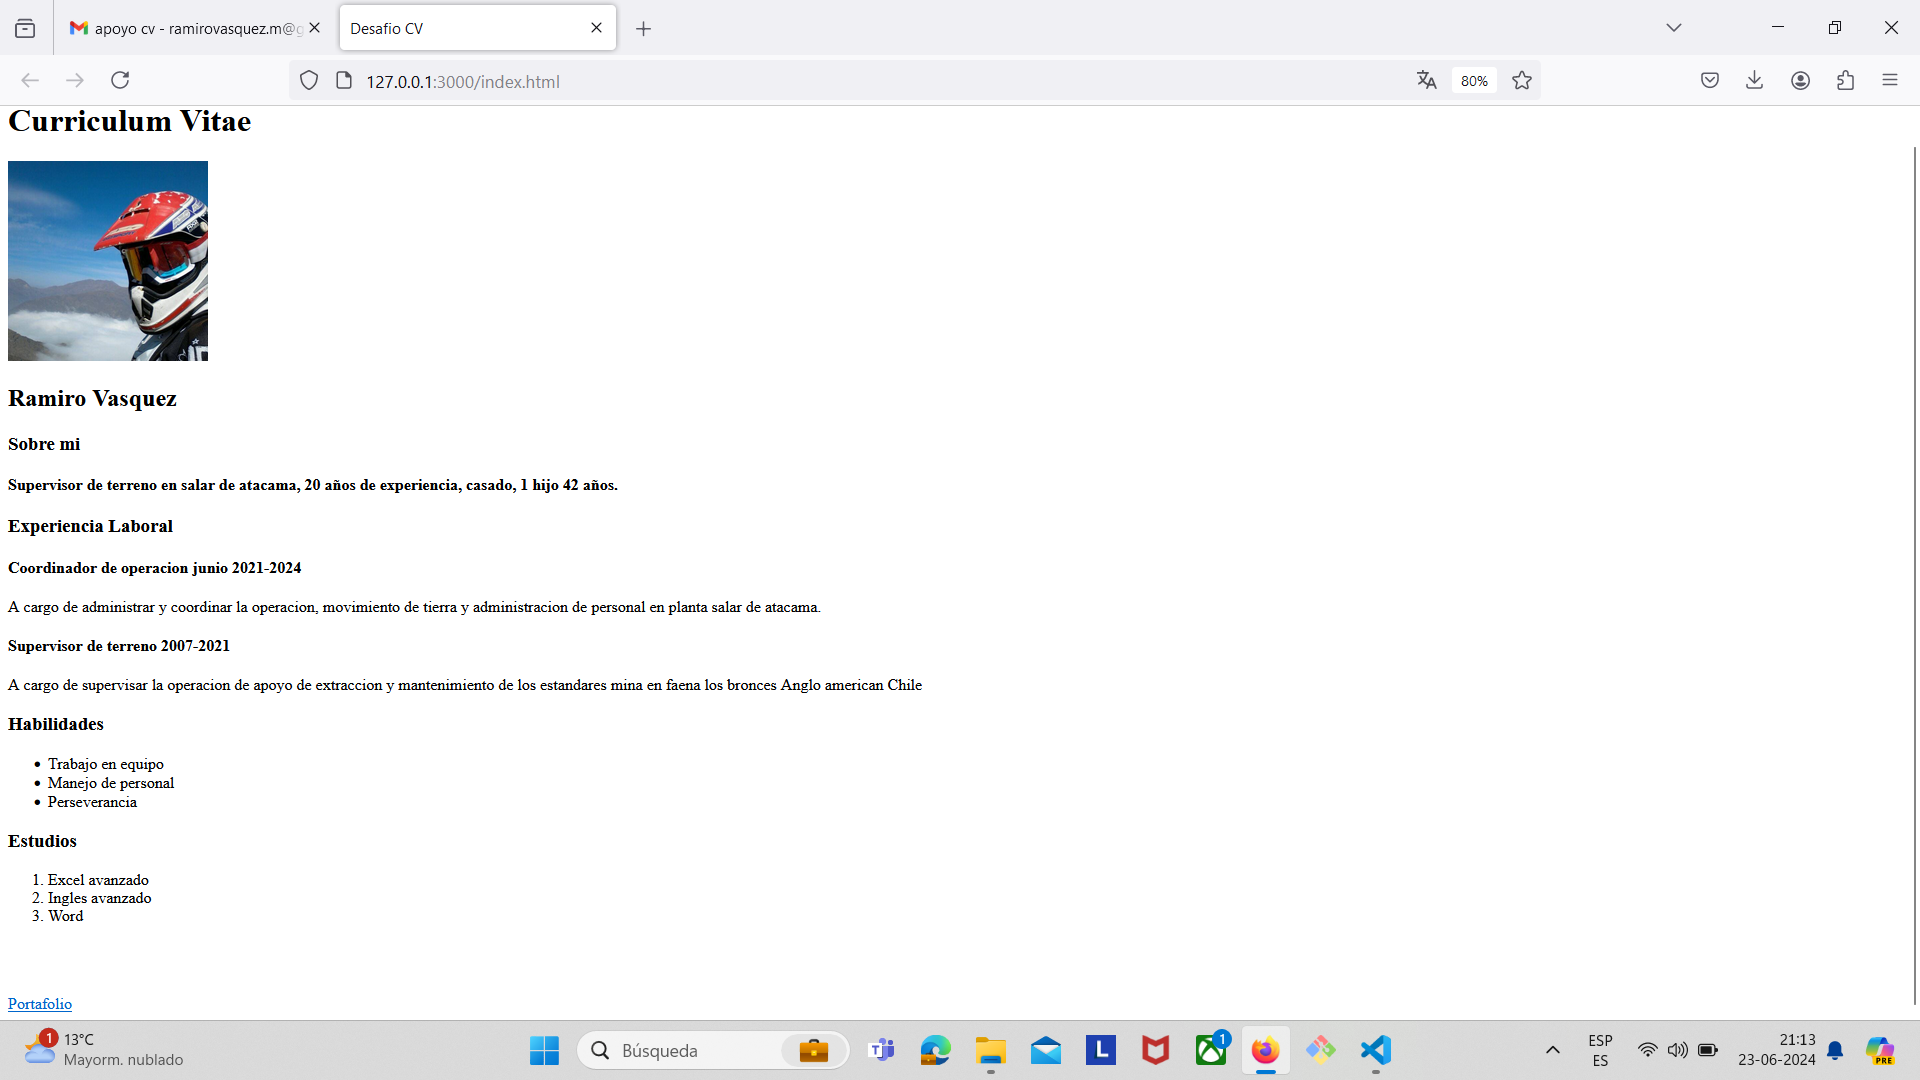 apoyo cv - ramirovasquez.m@g
Desafio CV
127.0.0.1:3000/index.html
80%
Curriculum Vitae
Ramiro Vasquez
Sobre mi
Supervisor de terreno en salar de atacama, 20 años de experiencia, casado, 1 hijo 42 años.
Experiencia Laboral
Coordinador de operacion junio 2021-2024
A cargo de administrar y coordinar la operacion, movimiento de tierra y administracion de personal en planta salar de atacama.
Supervisor de terreno 2007-2021
A cargo de supervisar la operacion de apoyo de extraccion y mantenimiento de los estandares mina en faena los bronces Anglo american Chile
Habilidades
• Trabajo en equipo
• Manejo de personal
• Perseverancia
Estudios
1. Excel avanzado
2. Ingles avanzado
3. Word
Portafolio
1
13°C
Mayorm. nublado
Búsqueda
T
L
1
ESP
ES
21:13
23-06-2024
PRE